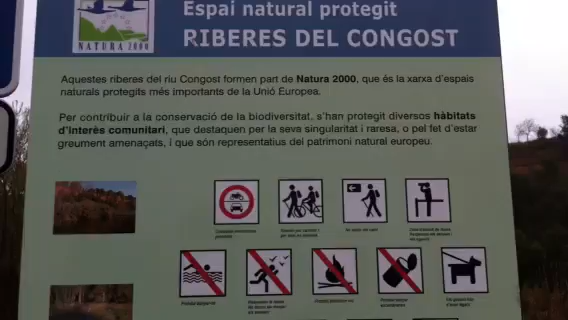 Espai natural protegit
NATURA 2000
RIBERES DEL CONGOST
Aquestes riberes del riu Congost formen part de Natura 2000, que és la xarxa d'espais
naturals protegits més importants de la Unió Europea.
Per contribuir a la conservació de la biodiversitat, s'han protegit diversos hàbitats
d'interès comunitari, que destaquen per la seva singularitat i raresa, o pel fet d'estar
greument amenaçats, i que són representatius del patrimoni natural europeu.